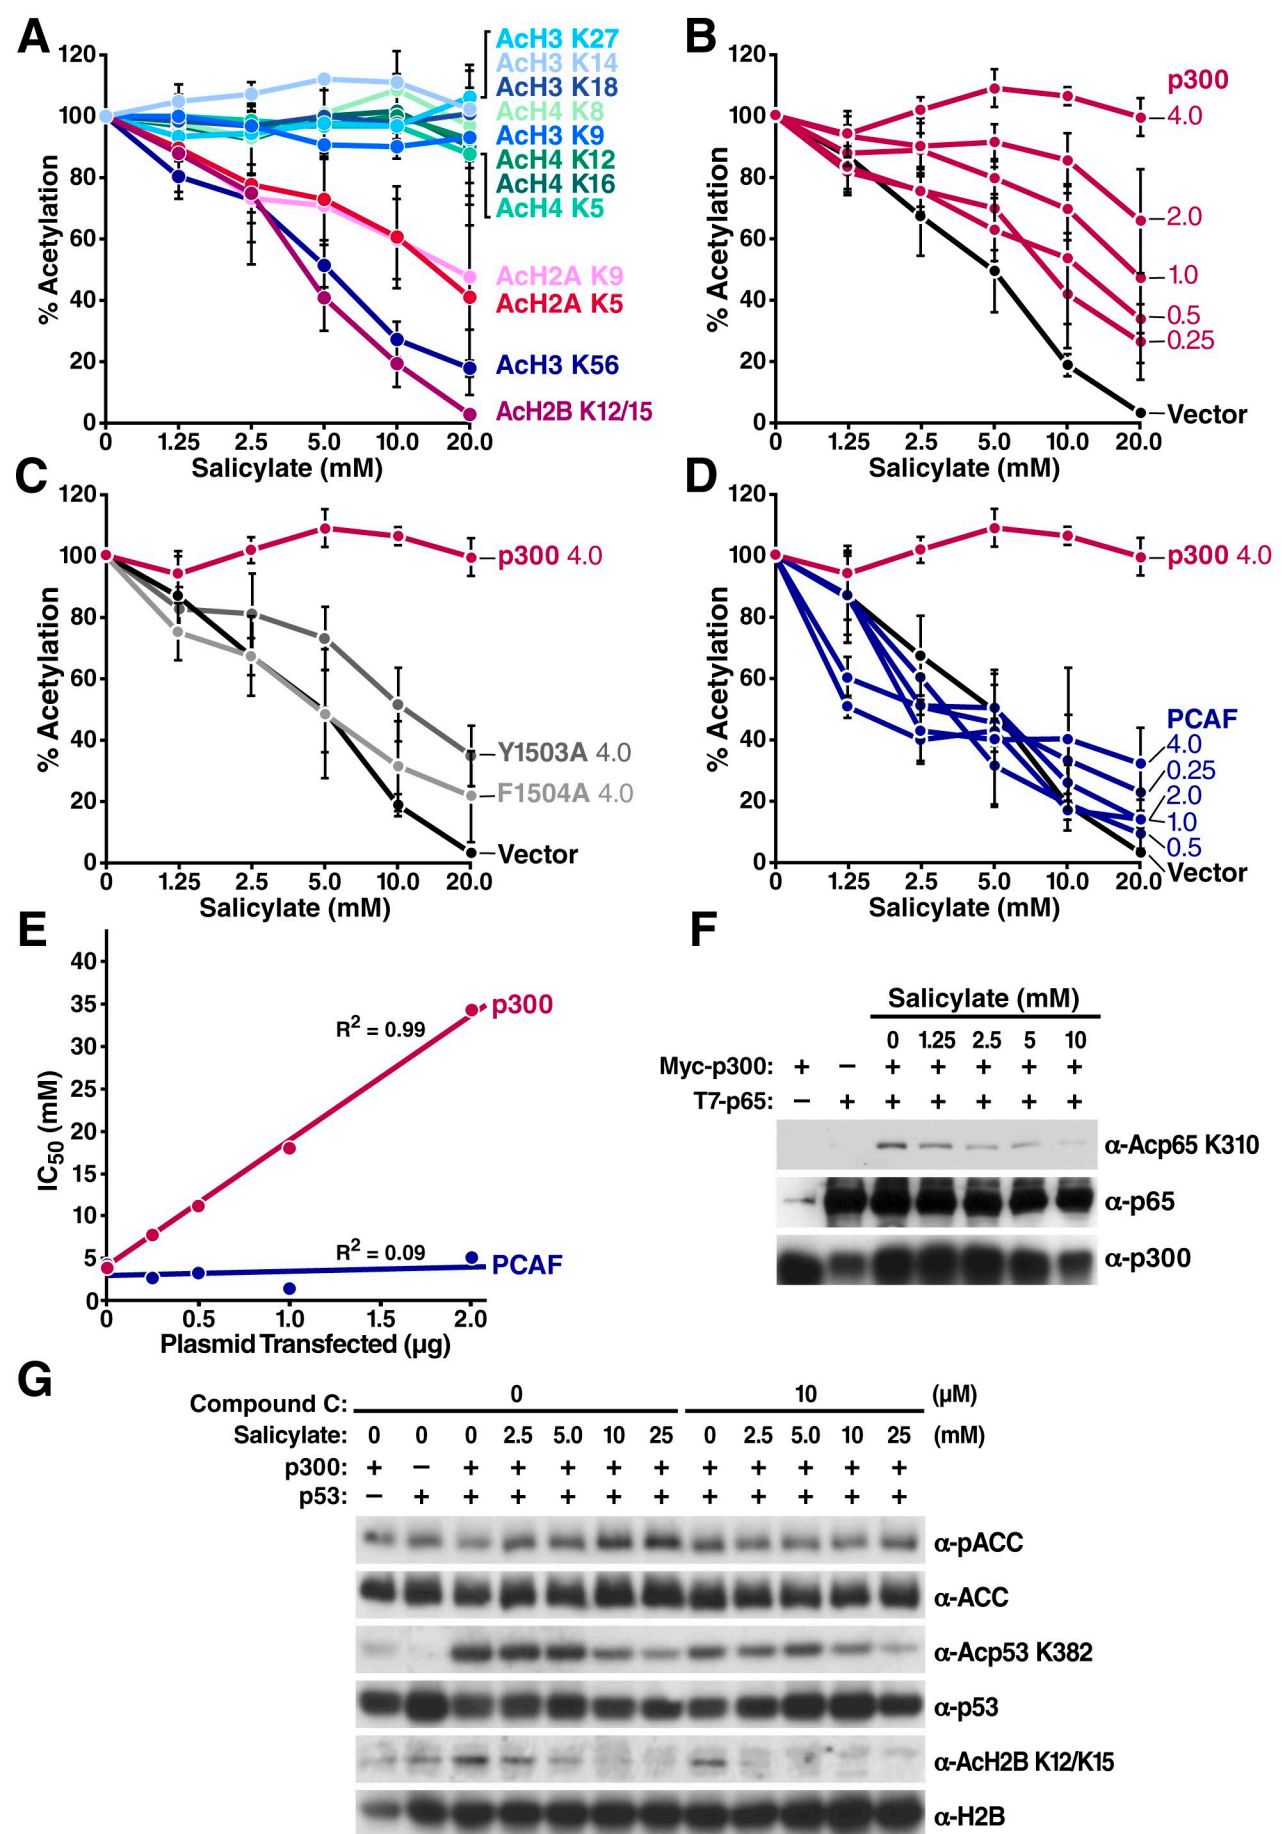 A
120
100
80
60
40
20
0
% Acetylation
0 1.25 2.5 5.0 10.0 20.0
Salicylate (mM)
AcH3 K27
AcH3 K14
AcH3 K18
AcH4 K8
AcH3 K9
AcH4 K12
AcH4 K16
AcH4 K5
AcH2A K9
AcH2A K5
AcH3 K56
AcH2B K12/15
B
120
100
80
60
40
20
0
% Acetylation
0 1.25 2.5 5.0 10.0 20.0
Salicylate (mM)
p300
4.0
2.0
1.0
0.5
0.25
Vector
C
120
100
80
60
40
20
0
% Acetylation
0 1.25 2.5 5.0 10.0 20.0
Salicylate (mM)
p300 4.0
Y1503A 4.0
F1504A 4.0
Vector
D
120
100
80
60
40
20
0
% Acetylation
0 1.25 2.5 5.0 10.0 20.0
Salicylate (mM)
p300 4.0
PCAF
4.0
0.25
2.0
1.0
0.5
Vector
E
40
35
30
25
20
15
10
5
0
IC50 (mM)
0 0.5 1.0 1.5 2.0
Plasmid Transfected (µg)
R2 = 0.99
p300
R2 = 0.09
PCAF
F
Salicylate (mM)
0 1.25 2.5 5 10
Myc-p300: + − + + + + +
T7-p65: − + + + + + +
α-Acp65 K310
α-p65
α-p300
G
Compound C: 0 10 (µM)
Salicylate: 0 0 0 2.5 5.0 10 25 0 2.5 5.0 10 25 (mM)
p300: + − + + + + + + + + + +
p53: − + + + + + + + + + + +
α-pACC
α-ACC
α-Acp53 K382
α-p53
α-AcH2B K12/K15
α-H2B